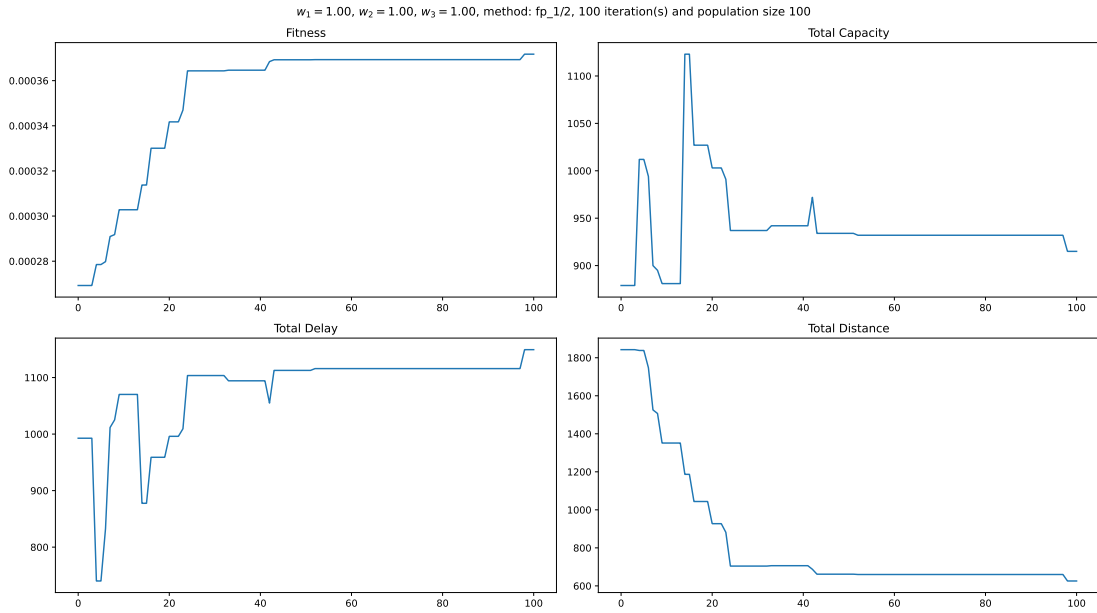 w₁ = 1.00, w₂ = 1.00, w₃ = 1.00, method: fp_1/2, 100 iteration(s) and population size 100
Fitness
0.00036
0.00034
0.00032
0.00030
0.00028
0 20 40 60 80 100
Total Capacity
1100
1050
1000
950
900
0 20 40 60 80 100
Total Delay
1100
1000
900
800
0 20 40 60 80 100
Total Distance
1800
1600
1400
1200
1000
800
600
0 20 40 60 80 100